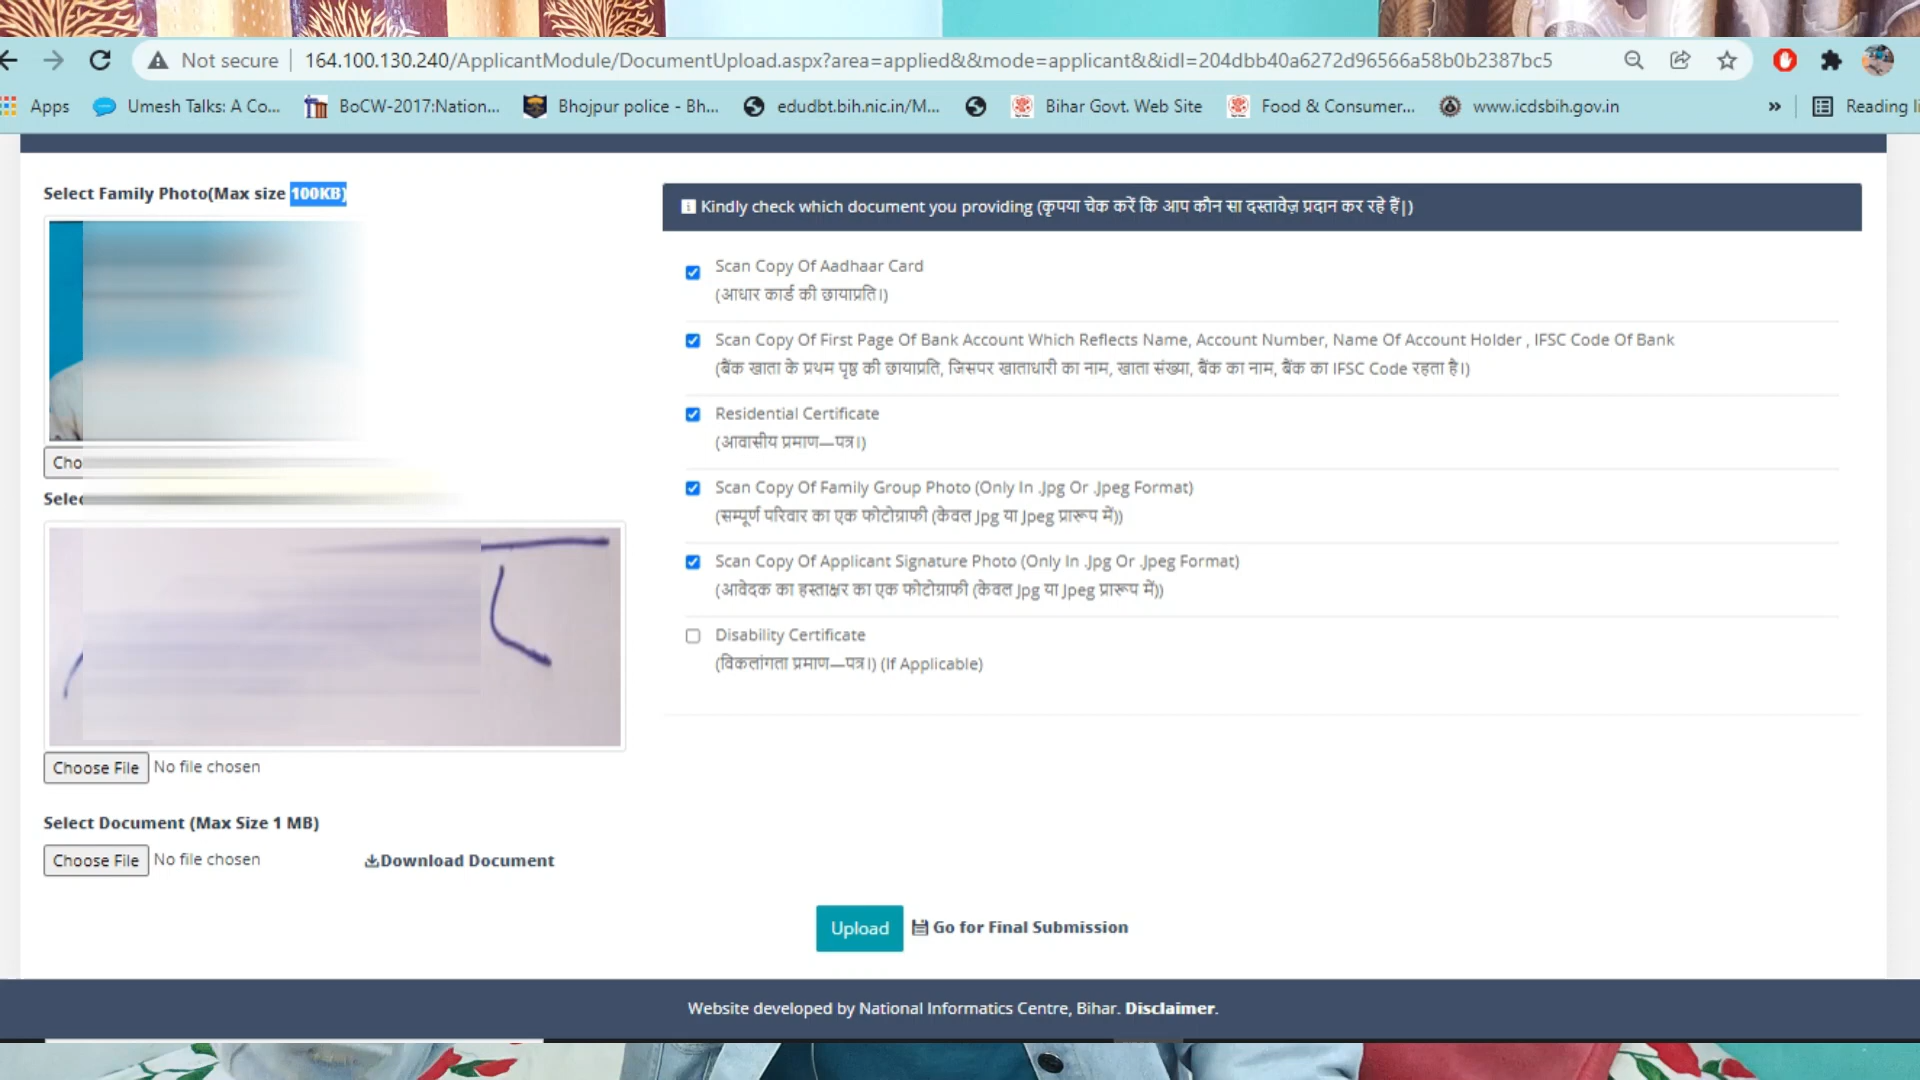 Not secure
164.100.130.240/ApplicantModule/DocumentUpload.aspx?area=applied&&mode=applicant&&idl=204dbb40a6272d96566a58b0b2387bc5
Apps
Umesh Talks: A Co...
BoCW-2017:Nation...
Bhojpur police - Bh...
edudbt.bih.nic.in/M...
Bihar Govt. Web Site
Food & Consumer...
www.icdsbih.gov.in
»
Reading li
Select Family Photo(Max size 100KB)
Cho
Selec
Choose File No file chosen
Select Document (Max Size 1 MB)
Choose File No file chosen
Download Document
Kindly check which document you providing (कृपया चेक करें कि आप कौन सा दस्तावेज़ प्रदान कर रहे हैं|)
Scan Copy Of Aadhaar Card
(आधार कार्ड की छायाप्रति।)
Scan Copy Of First Page Of Bank Account Which Reflects Name, Account Number, Name Of Account Holder , IFSC Code Of Bank
(बैंक खाता के प्रथम पृष्ठ की छायाप्रति, जिसपर खाताधारी का नाम, खाता संख्या, बैंक का नाम, बैंक का IFSC Code रहता है।)
Residential Certificate
(आवासीय प्रमाण—पत्र।)
Scan Copy Of Family Group Photo (Only In .Jpg Or .Jpeg Format)
(सम्पूर्ण परिवार का एक फोटोग्राफी (केवल Jpg या Jpeg प्रारूप में))
Scan Copy Of Applicant Signature Photo (Only In .Jpg Or .Jpeg Format)
(आवेदक का हस्ताक्षर का एक फोटोग्राफी (केवल Jpg या Jpeg प्रारूप में))
Disability Certificate
(विकलांगता प्रमाण—पत्र।) (If Applicable)
Upload
Go for Final Submission
Website developed by National Informatics Centre, Bihar. Disclaimer.